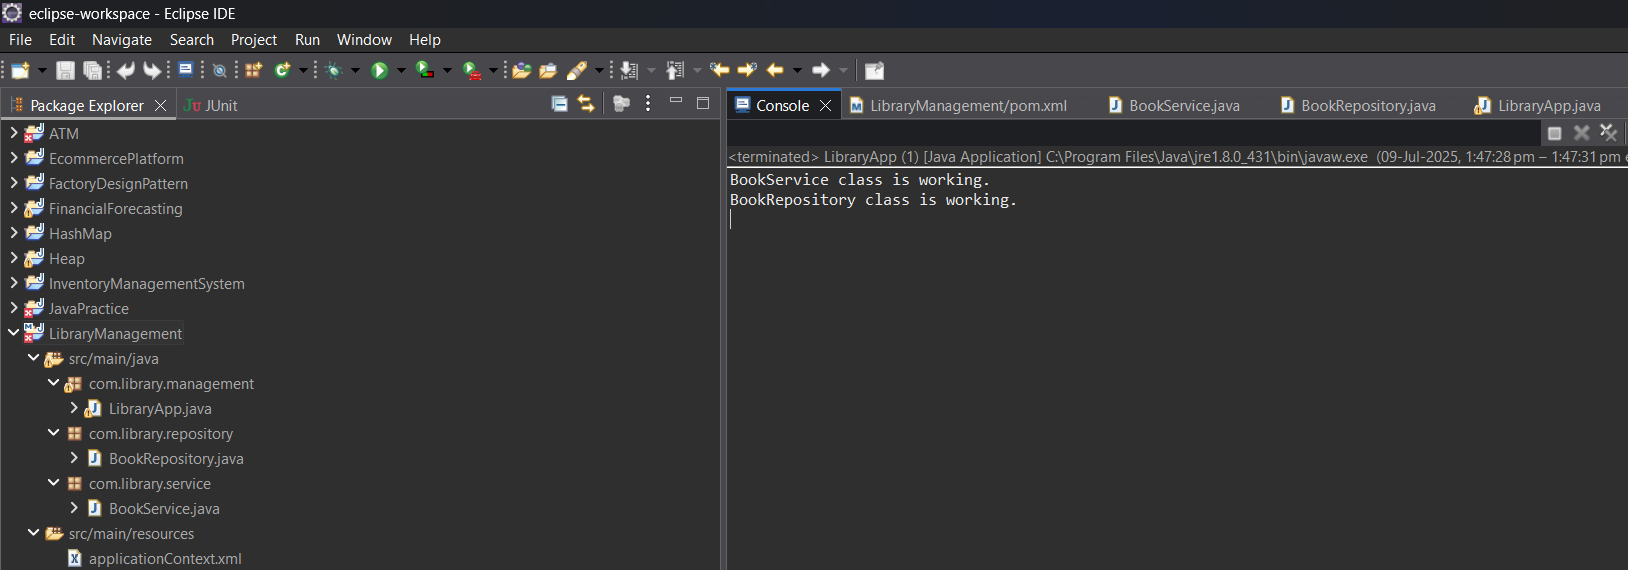 eclipse-workspace - Eclipse IDE
File Edit Navigate Search Project Run Window Help
Package Explorer
JUnit
ATM
EcommercePlatform
FactoryDesignPattern
FinancialForecasting
HashMap
Heap
InventoryManagementSystem
JavaPractice
LibraryManagement
src/main/java
com.library.management
LibraryApp.java
com.library.repository
BookRepository.java
com.library.service
BookService.java
src/main/resources
applicationContext.xml
Console LibraryManagement/pom.xml BookService.java BookRepository.java LibraryApp.java
<terminated> LibraryApp (1) [Java Application] C:\Program Files\Java\jre1.8.0_431\bin\javaw.exe (09-Jul-2025, 1:47:28 pm – 1:47:31 pm e
BookService class is working.
BookRepository class is working.